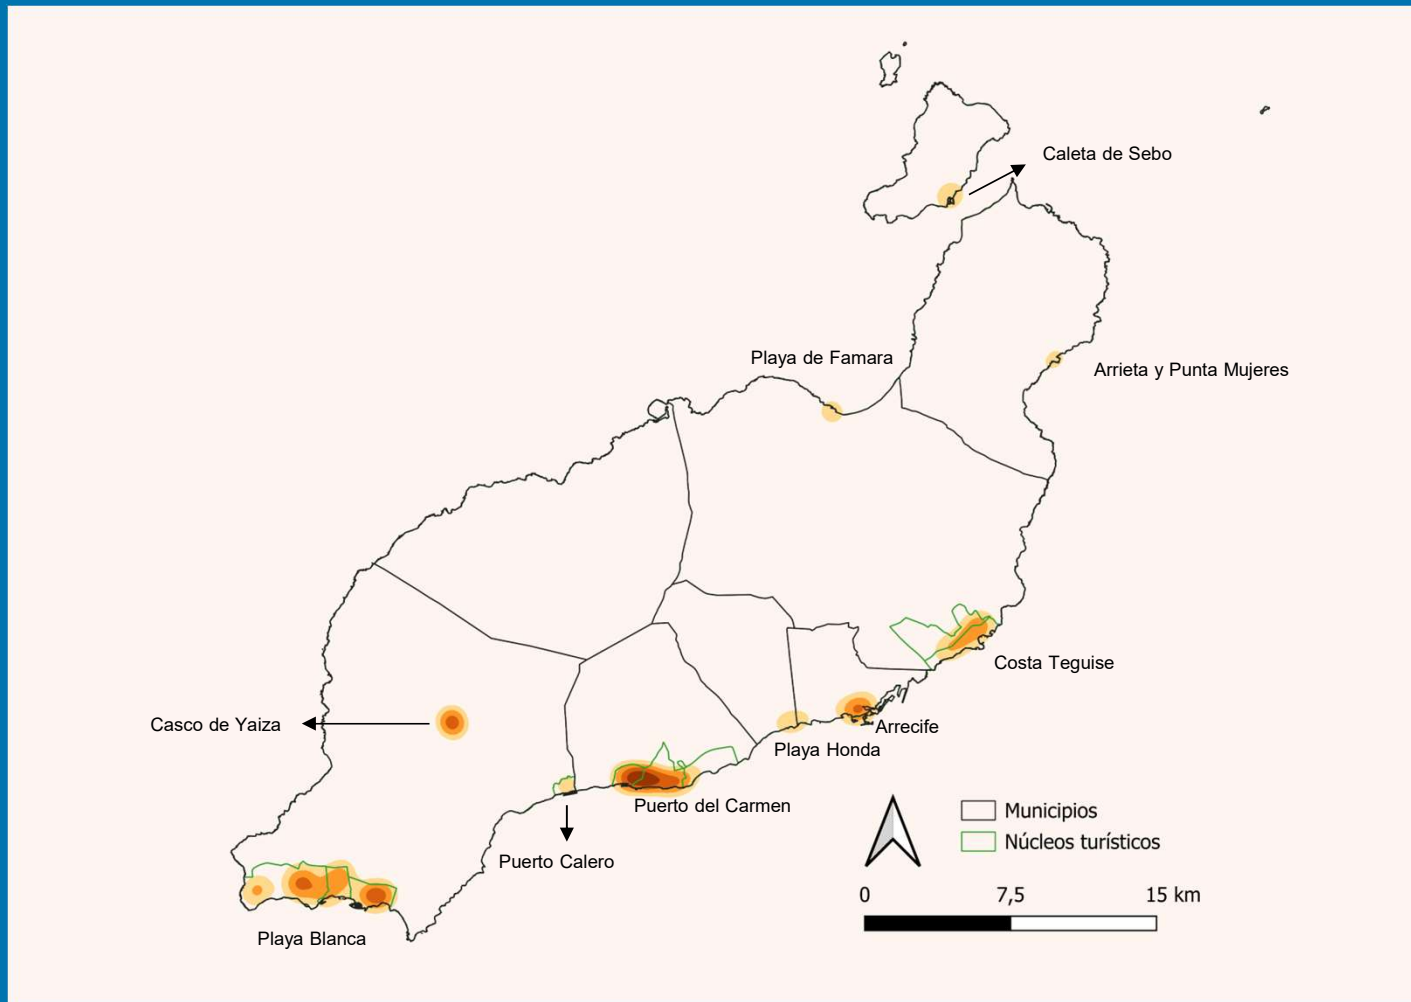 Caleta de Sebo
Playa de Famara
Arrieta y Punta Mujeres
Costa Teguise
Casco de Yaiza
Arrecife
Playa Honda
Puerto del Carmen
Puerto Calero
Playa Blanca
Municipios
Núcleos turísticos
0 7,5 15 km